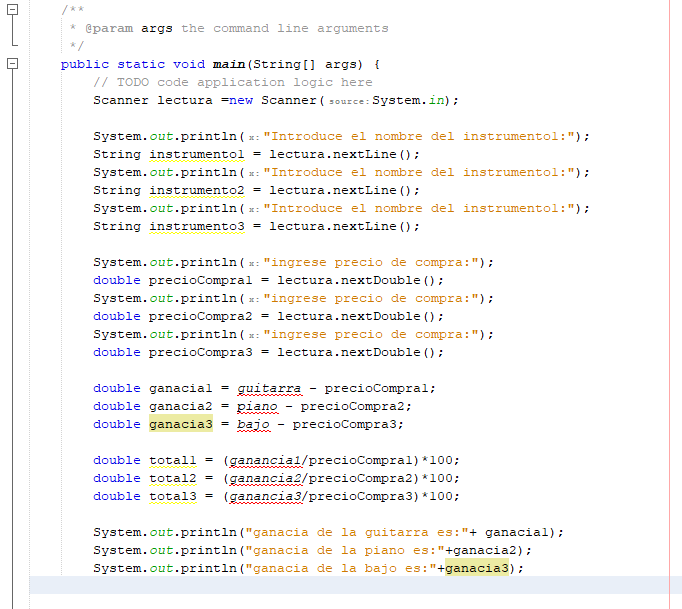 /**
* @param args the command line arguments
*/
public static void main(String[] args) {
// TODO code application logic here
Scanner lectura =new Scanner( source: System.in);
System.out.println( x: "Introduce el nombre del instrumento1:");
String instrumento1 = lectura.nextLine();
System.out.println( x: "Introduce el nombre del instrumento1:");
String instrumento2 = lectura.nextLine();
System.out.println( x: "Introduce el nombre del instrumento1:");
String instrumento3 = lectura.nextLine();
System.out.println( x: "ingrese precio de compra:");
double precioCompra1 = lectura.nextDouble();
System.out.println( x: "ingrese precio de compra:");
double precioCompra2 = lectura.nextDouble();
System.out.println( x: "ingrese precio de compra:");
double precioCompra3 = lectura.nextDouble();
double ganacia1 = guitarra - precioCompra1;
double ganacia2 = piano - precioCompra2;
double ganacia3 = bajo - precioCompra3;
double total1 = (ganancia1/precioCompra1)*100;
double total2 = (ganancia2/precioCompra2)*100;
double total3 = (ganancia3/precioCompra3)*100;
System.out.println("ganacia de la guitarra es:"+ ganacia1);
System.out.println("ganacia de la piano es:"+ganacia2);
System.out.println("ganacia de la bajo es:"+ganacia3);